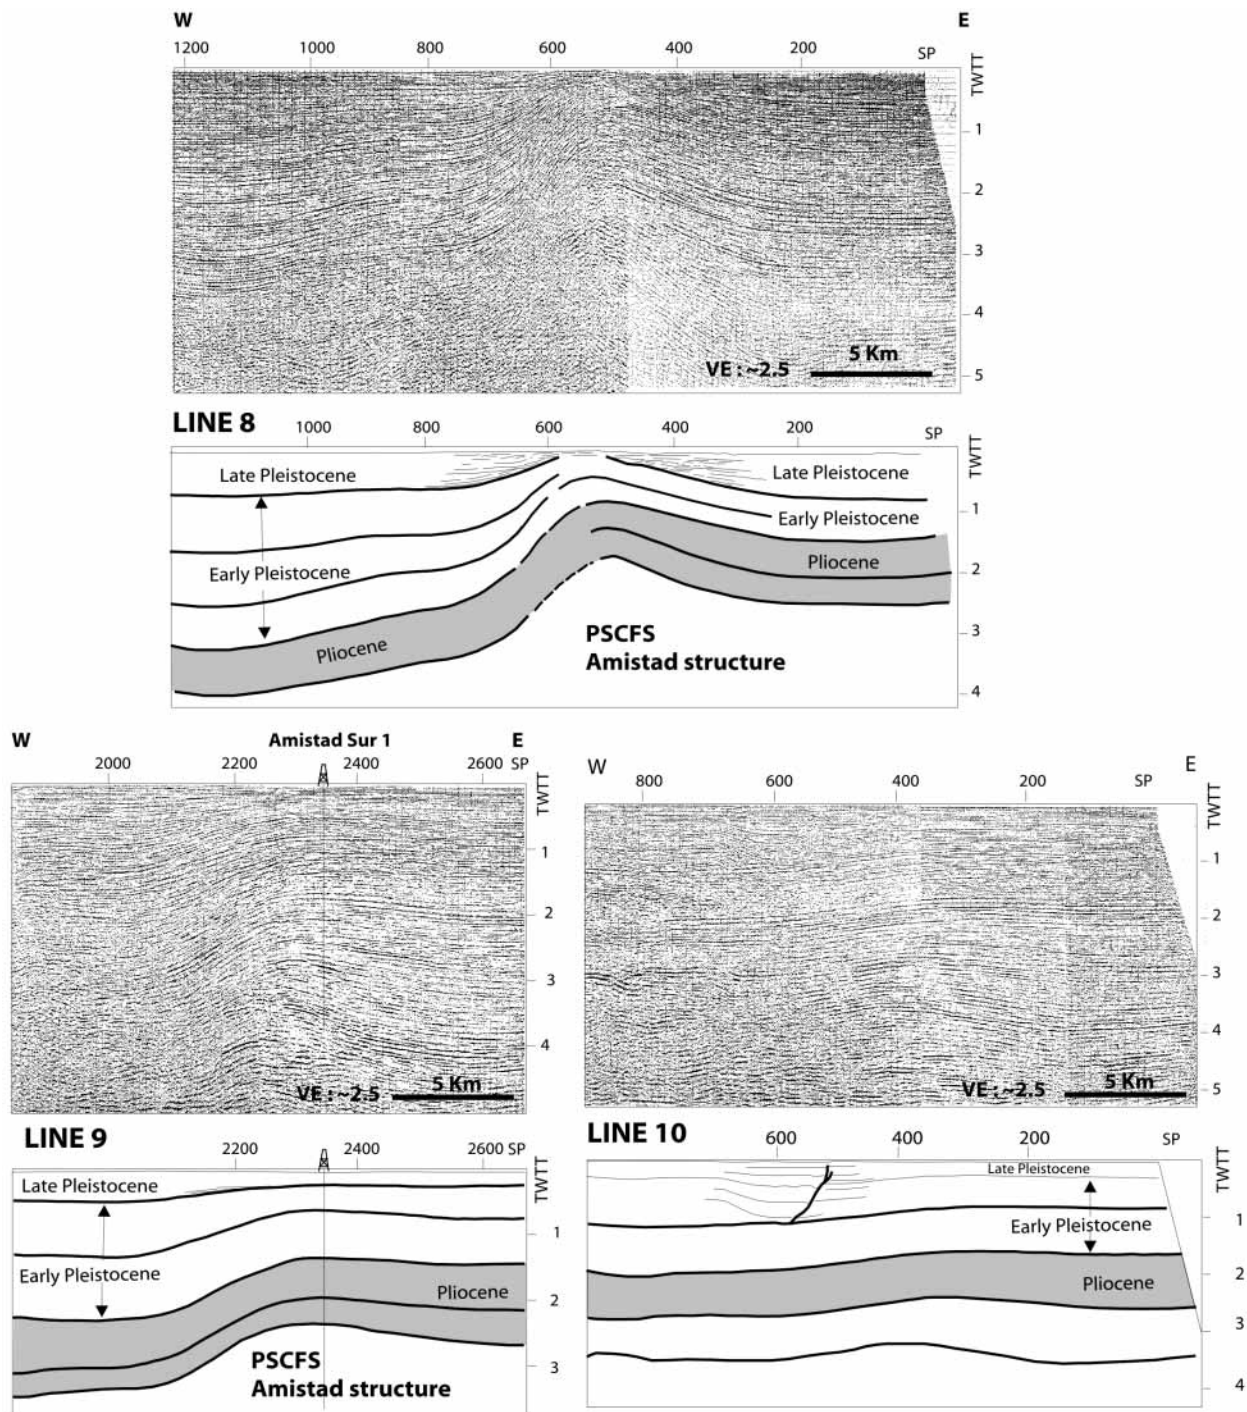 W E
1200 1000 800 600 400 200 SP
TWTT
1
2
3
4
5
VE : ~2.5 5 Km
LINE 8
1000 800 600 400 200 SP
TWTT
Late Pleistocene Late Pleistocene
1
Early Pleistocene
Early Pleistocene
Pliocene
2
Pliocene
3
PSCFS
Amistad structure
4
W Amistad Sur 1 E
2000 2200 2400 2600 SP
TWTT
1
2
3
4
VE : ~2.5 5 Km
LINE 9
2200 2400 2600 SP
TWTT
Late Pleistocene
1
Early Pleistocene
Pliocene
2
3
PSCFS
Amistad structure
W E
800 600 400 200 SP
TWTT
1
2
3
4
5
VE : ~2.5 5 Km
LINE 10
600 400 200 SP
TWTT
Late Pleistocene
1
Early Pleistocene
2
Pliocene
3
4